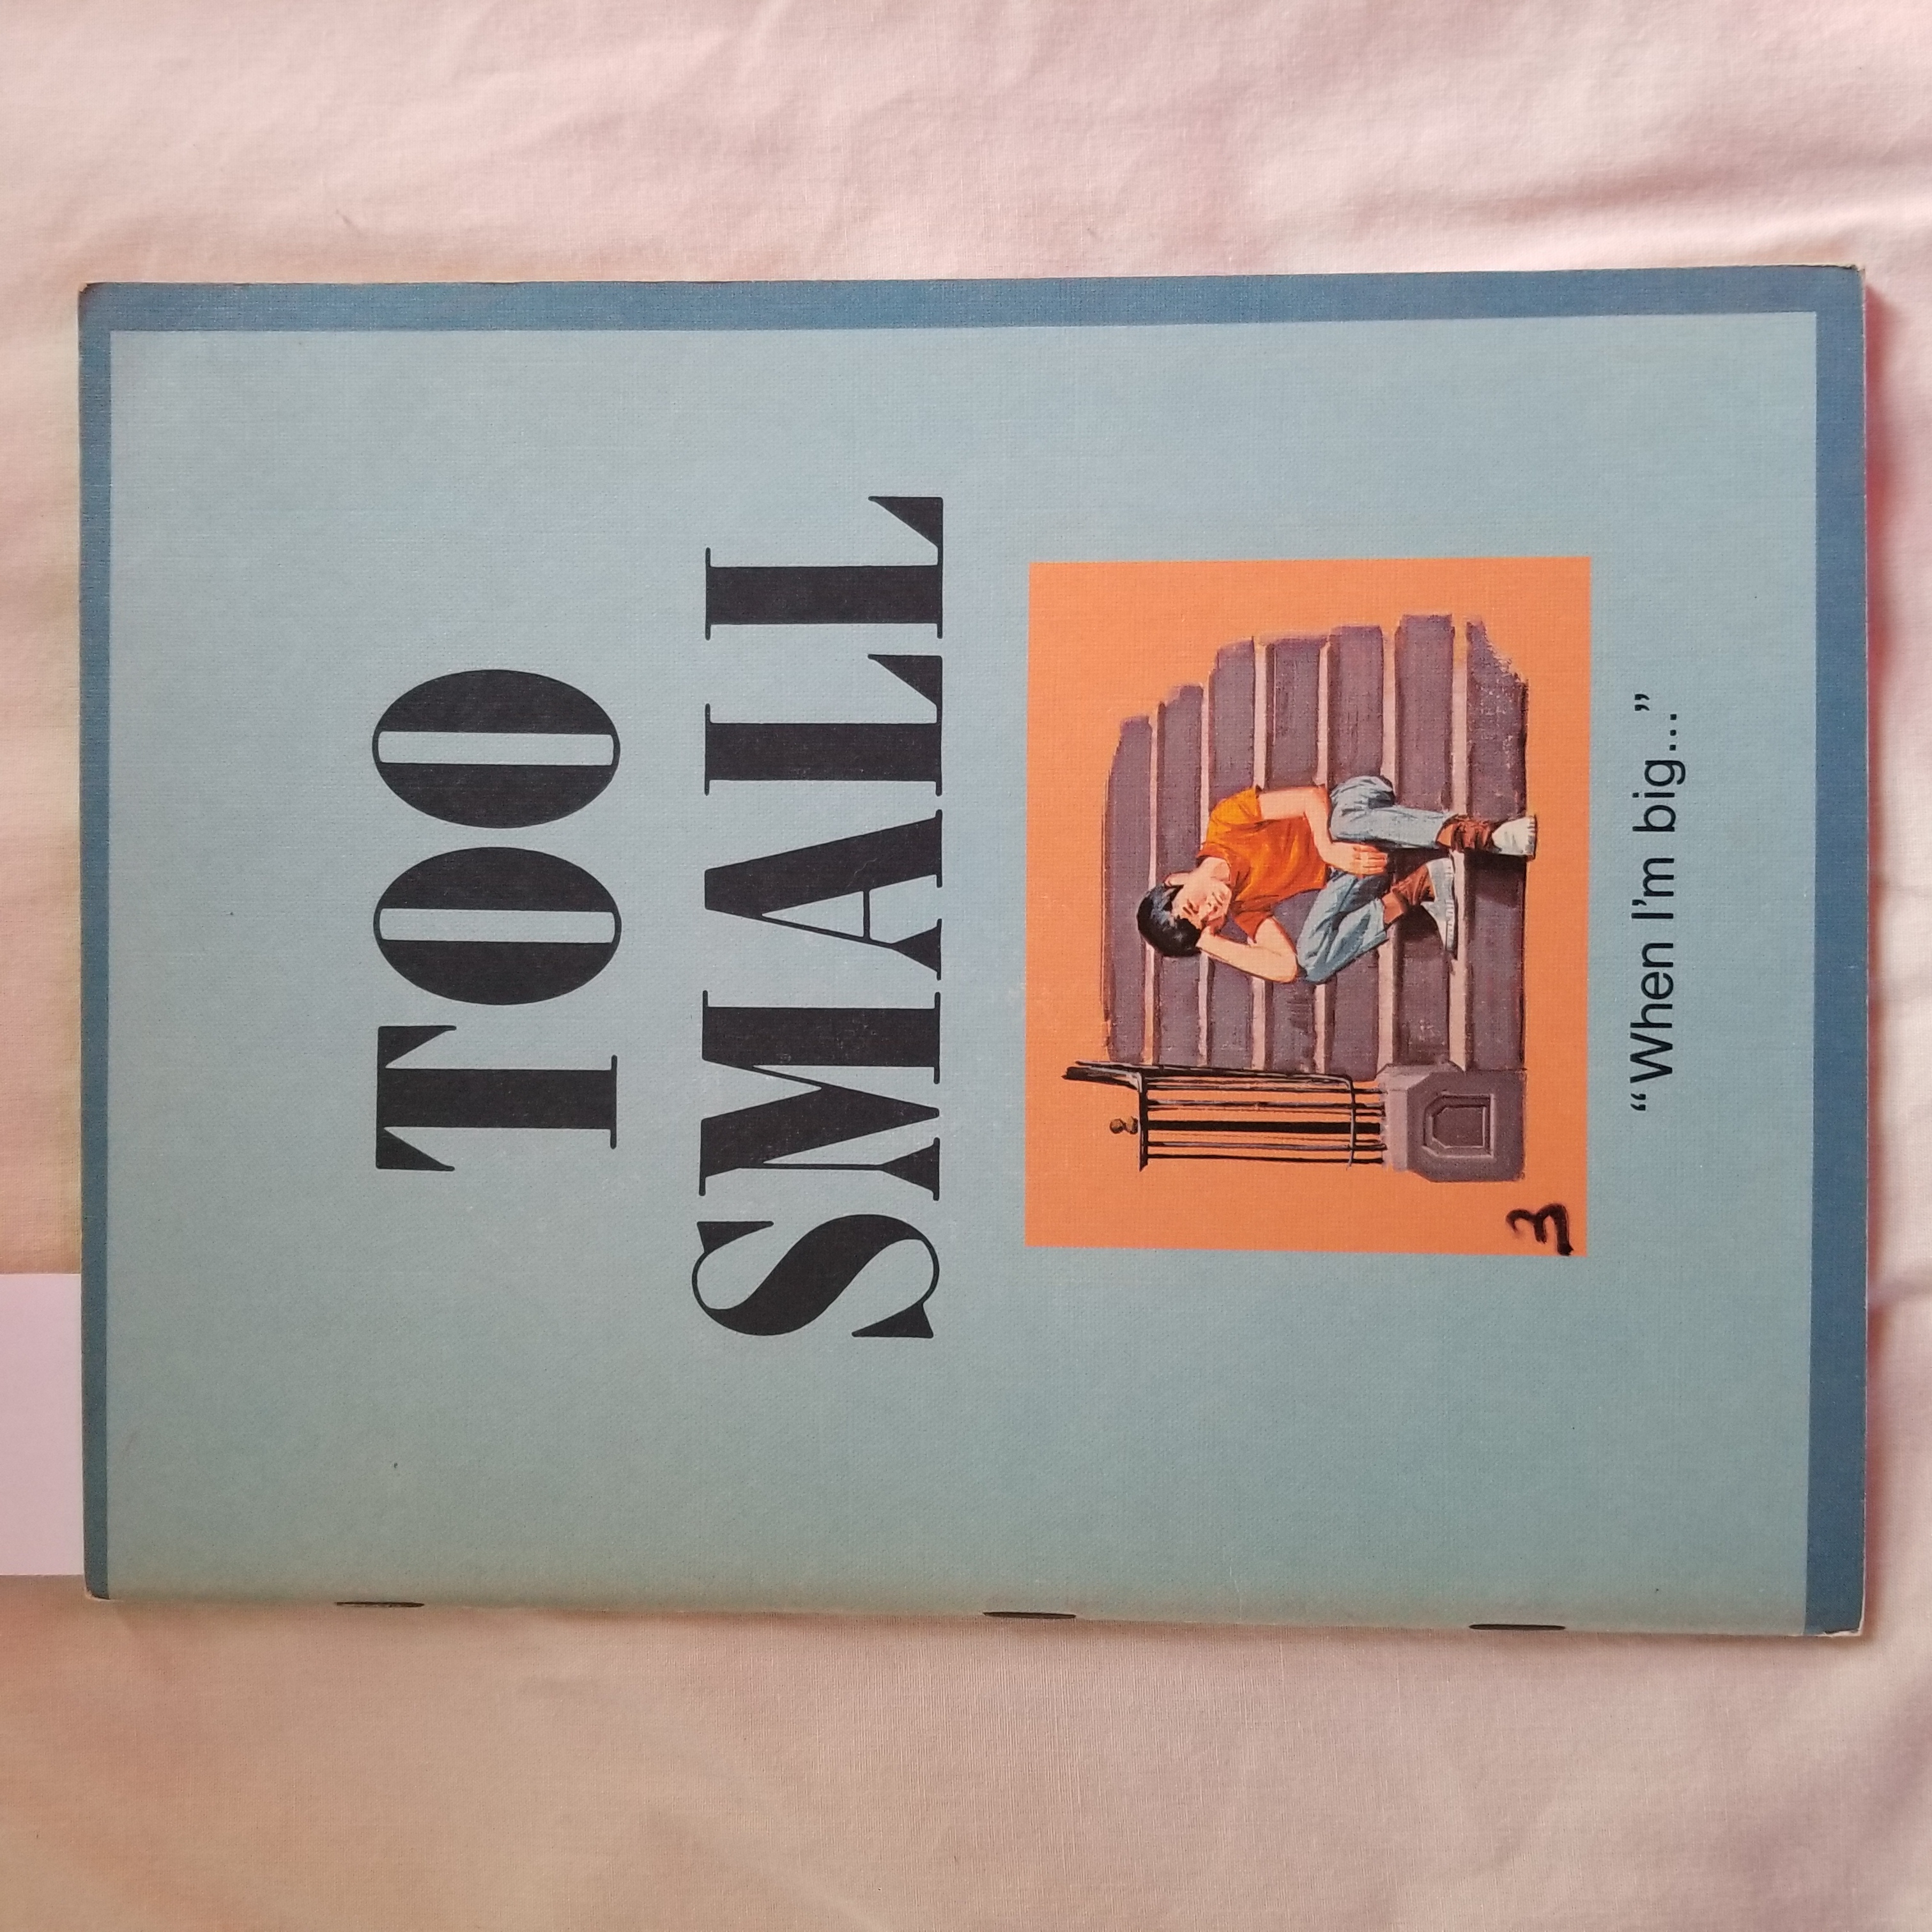 TOO
SMALL
3
“When I’m big...”